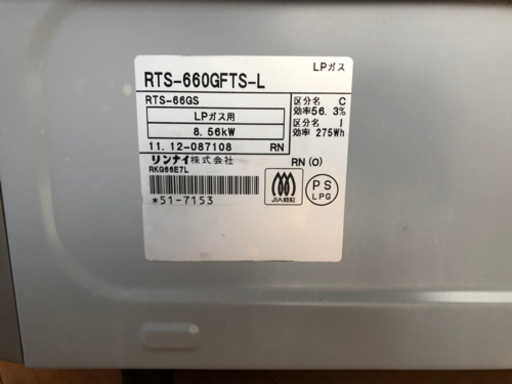 LPガス
RTS-660GFTS-L
RTS-66GS
LPガス用
8.56kW
区分名 C
効率56.3%
区分名 I
効率 275Wh
11.12-087108 RN
リンナイ株式会社 RN(O)
RKG66E7L
*51-7153
JIA
PS
LPG